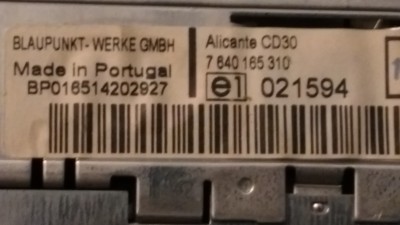 BLAUPUNKT-WERKE GMBH
Made in Portugal
BP016514202927
Alicante CD30
7 640 165 310
e1 021594